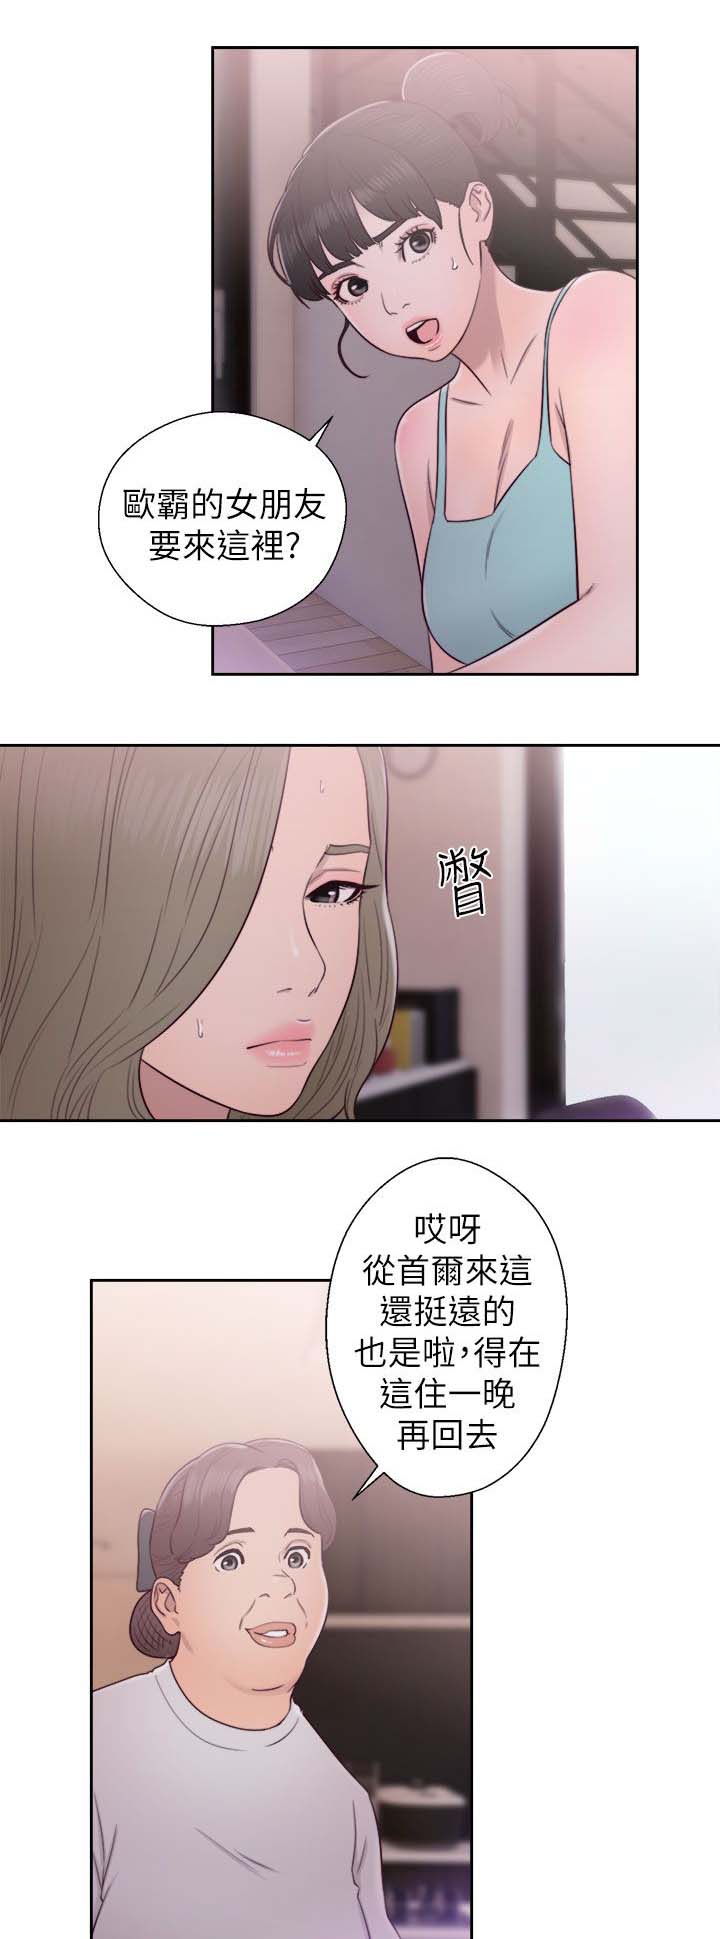 歐霸的女朋友
要來這裡?
瞥
哎呀
從首爾來這
還挺遠的
也是啦,得在
這住一晚
再回去